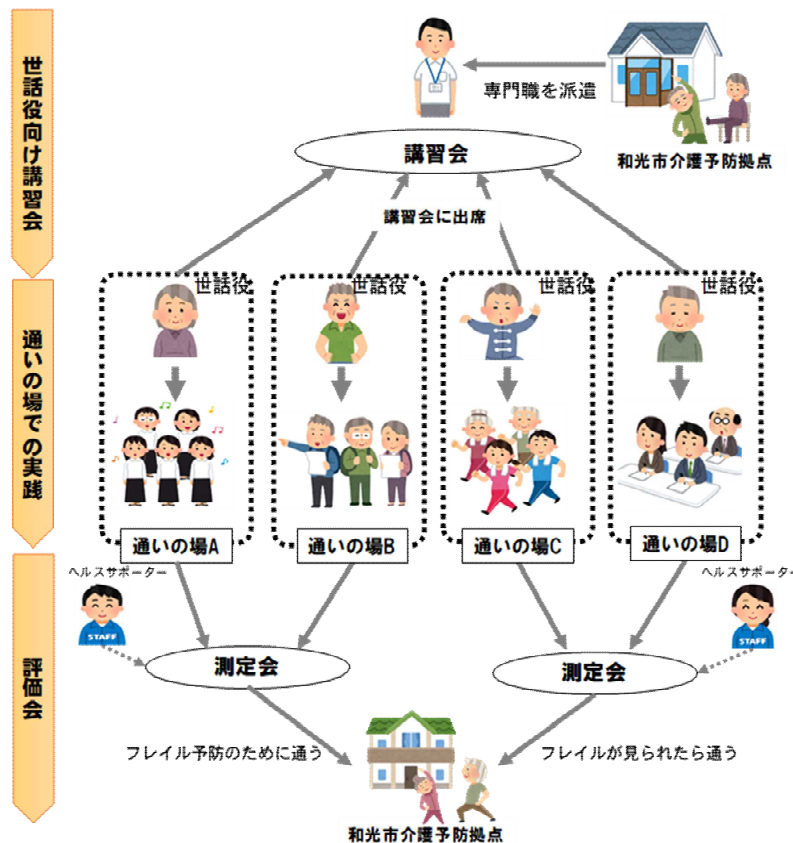 世話役向け講習会
専門職を派遣
和光市介護予防拠点
講習会
講習会に出席
通いの場での実践
世話役
世話役
世話役
世話役
通いの場A
通いの場B
通いの場C
通いの場D
評価会
ヘルスサポーター
STAFF
ヘルスサポーター
STAFF
測定会
測定会
フレイル予防のために通う
フレイルが見られたら通う
和光市介護予防拠点